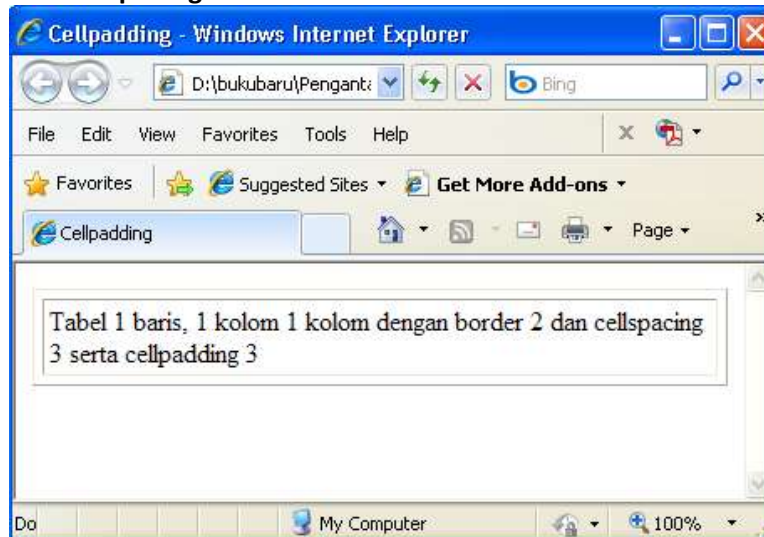 Cellpadding - Windows Internet Explorer
D:\bukubaru\Penganta Bing
File Edit View Favorites Tools Help
Favorites Suggested Sites Get More Add-ons
Cellpadding Page
Tabel 1 baris, 1 kolom 1 kolom dengan border 2 dan cellspacing
3 serta cellpadding 3
Do My Computer 100%